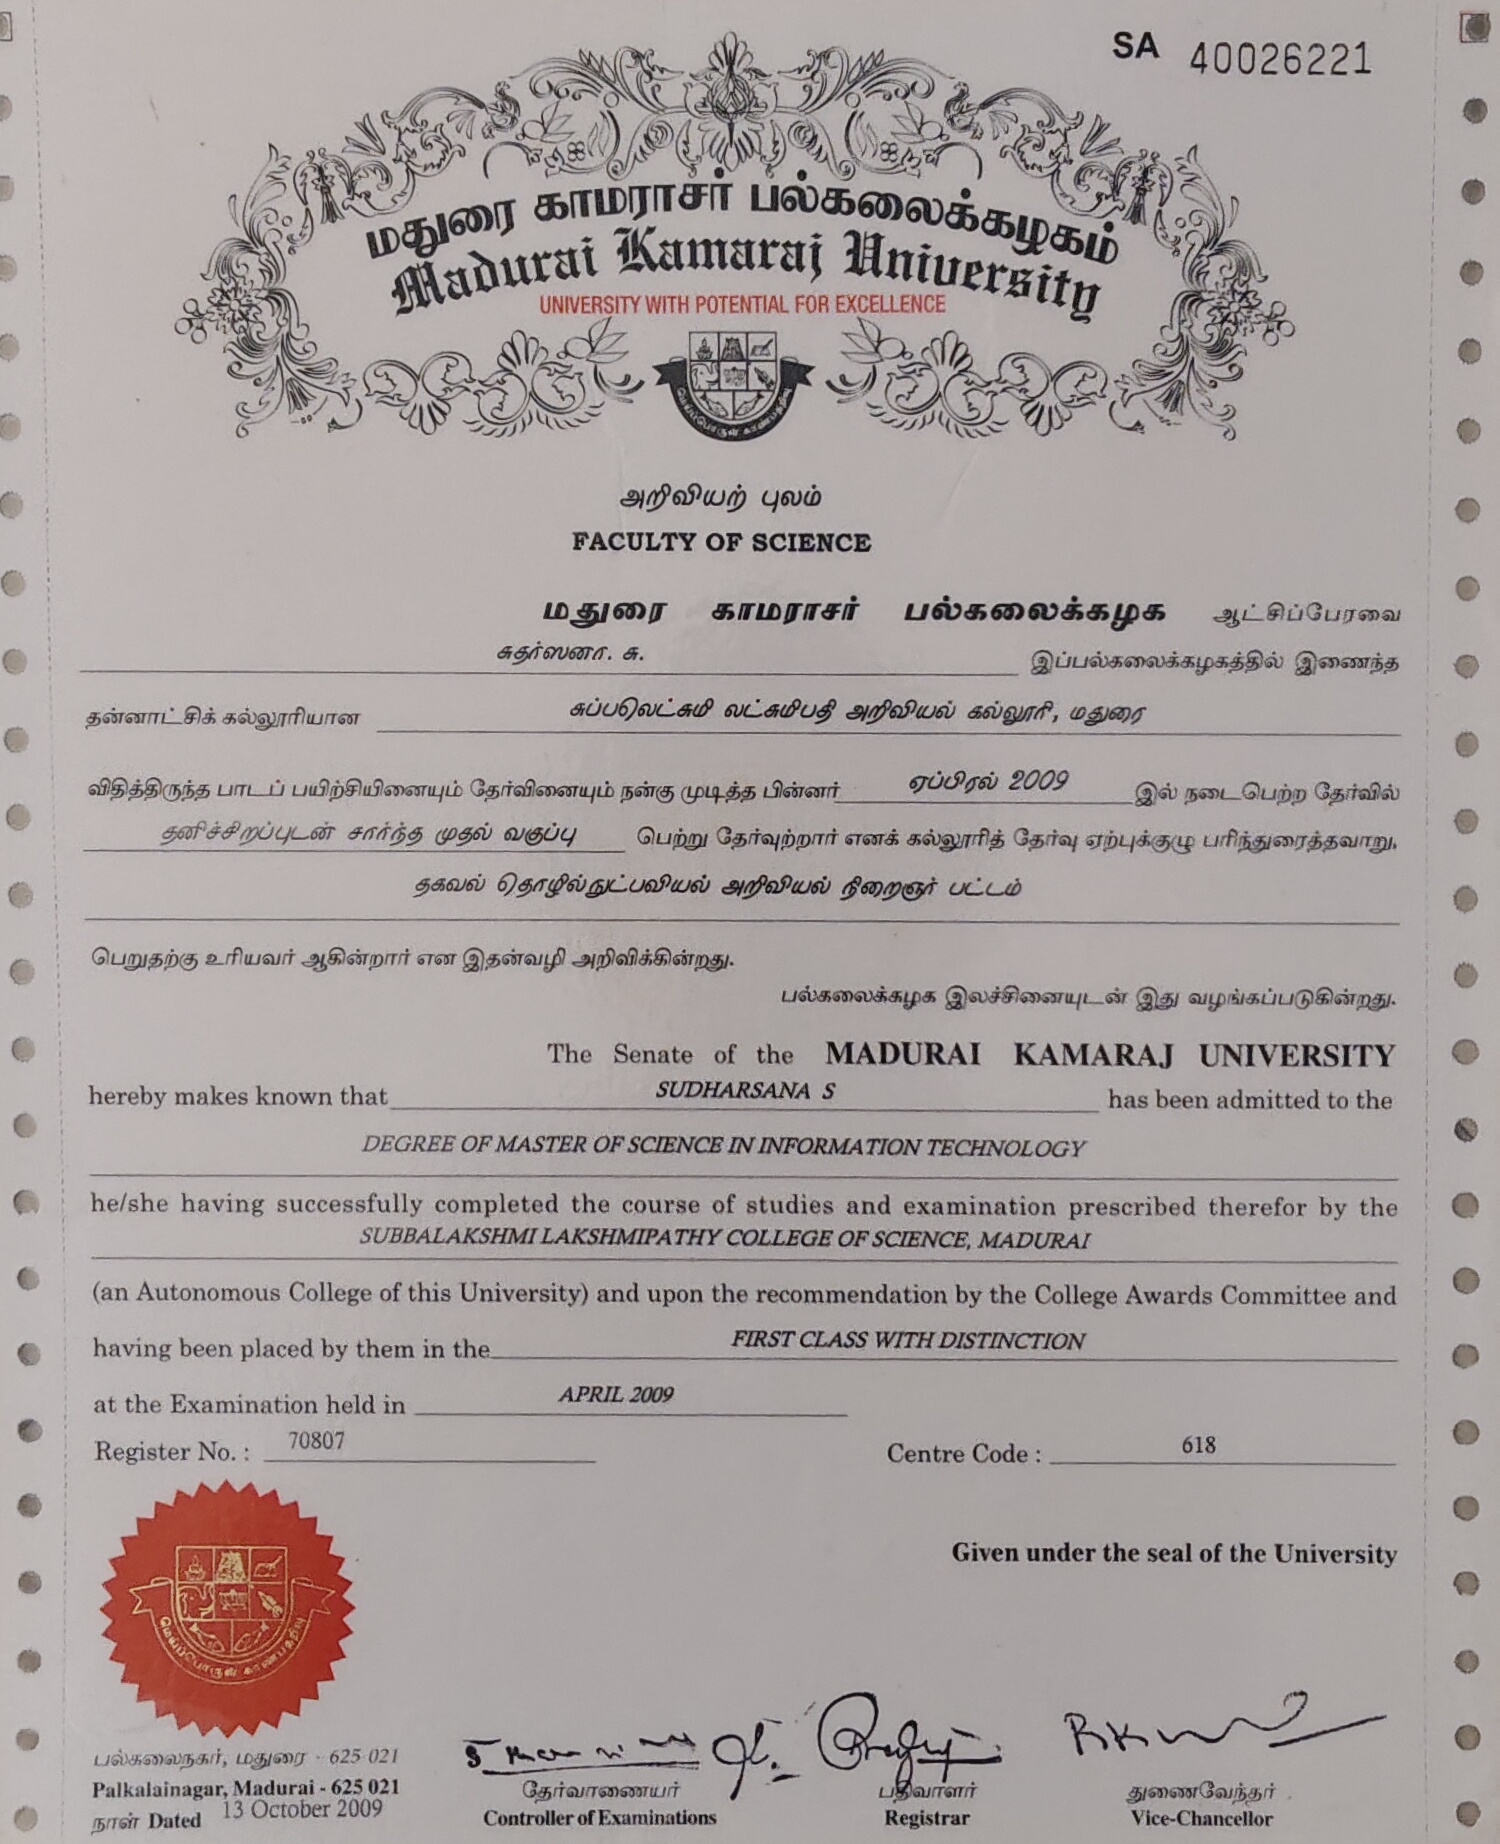 SA 40026221
மதுரை காமராசர் பல்கலைக்கழகம்
Madurai Kamaraj University
UNIVERSITY WITH POTENTIAL FOR EXCELLENCE
அறிவியற் புலம்
FACULTY OF SCIENCE
மதுரை காமராசர் பல்கலைக்கழக ஆட்சிப்பேரவை
சுதர்ஸனா. சு. இப்பல்கலைக்கழகத்தில் இணைந்த
தன்னாட்சிக் கல்லூரியான சுப்பலெட்சுமி லட்சுமிபதி அறிவியல் கல்லூரி, மதுரை
விதித்திருந்த பாடப் பயிற்சியினையும் தேர்வினையும் நன்கு முடித்த பின்னர் ஏப்பிரல் 2009 இல் நடைபெற்ற தேர்வில்
தனிச்சிறப்புடன் சார்ந்த முதல் வகுப்பு பெற்று தேர்வுற்றார் எனக் கல்லூரித் தேர்வு ஏற்புக்குழு பரிந்துரைத்தவாறு,
தகவல் தொழில்நுட்பவியல் அறிவியல் நிறைஞர் பட்டம்
பெறுதற்கு உரியவர் ஆகின்றார் என இதன்வழி அறிவிக்கின்றது.
பல்கலைக்கழக இலச்சினையுடன் இது வழங்கப்படுகின்றது.
The Senate of the MADURAI KAMARAJ UNIVERSITY
hereby makes known that SUDHARSANA S has been admitted to the
DEGREE OF MASTER OF SCIENCE IN INFORMATION TECHNOLOGY
he/she having successfully completed the course of studies and examination prescribed therefor by the
SUBBALAKSHMI LAKSHMIPATHY COLLEGE OF SCIENCE, MADURAI
(an Autonomous College of this University) and upon the recommendation by the College Awards Committee and
having been placed by them in the FIRST CLASS WITH DISTINCTION
at the Examination held in APRIL 2009
Register No. : 70807 Centre Code : 618
Given under the seal of the University
பல்கலைநகர், மதுரை - 625 021
Palkalainagar, Madurai - 625 021
நாள் Dated 13 October 2009
தேர்வாணையர்
Controller of Examinations
பதிவாளர்
Registrar
துணைவேந்தர்
Vice-Chancellor